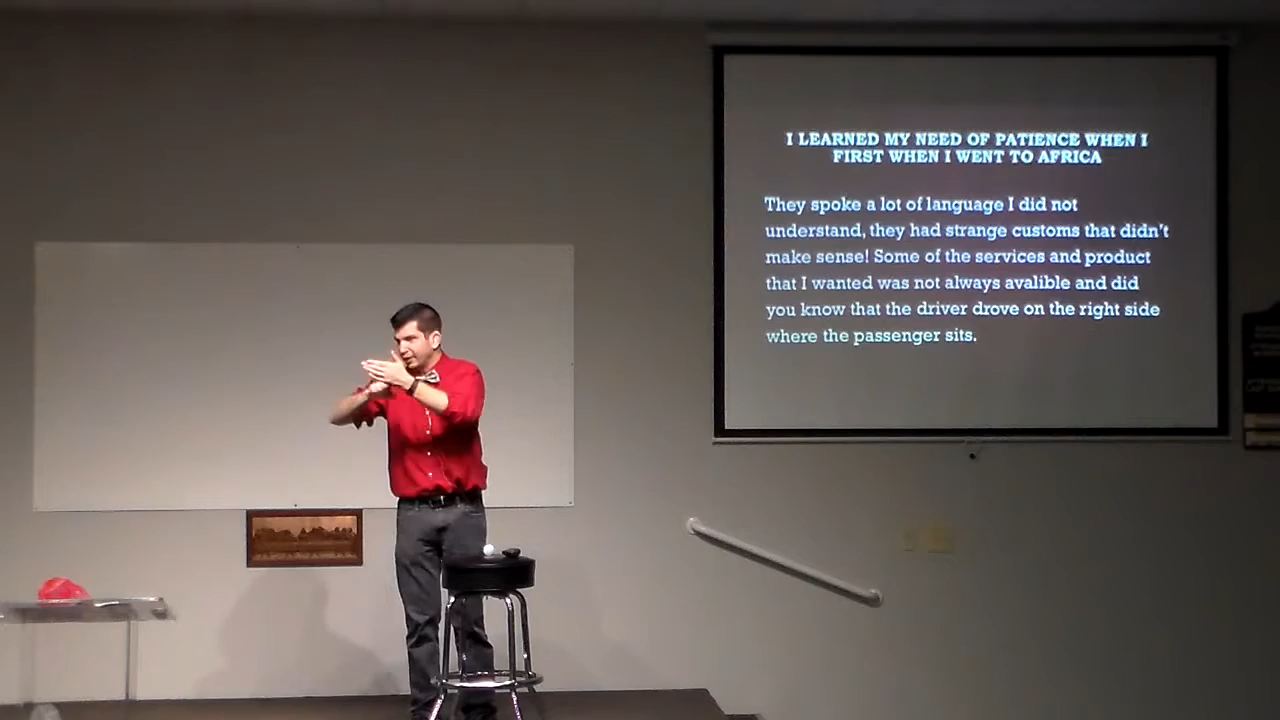 I LEARNED MY NEED OF PATIENCE WHEN I
FIRST WHEN I WENT TO AFRICA
They spoke a lot of language I did not
understand, they had strange customs that didn't
make sense! Some of the services and product
that I wanted was not always avalible and did
you know that the driver drove on the right side
where the passenger sits.